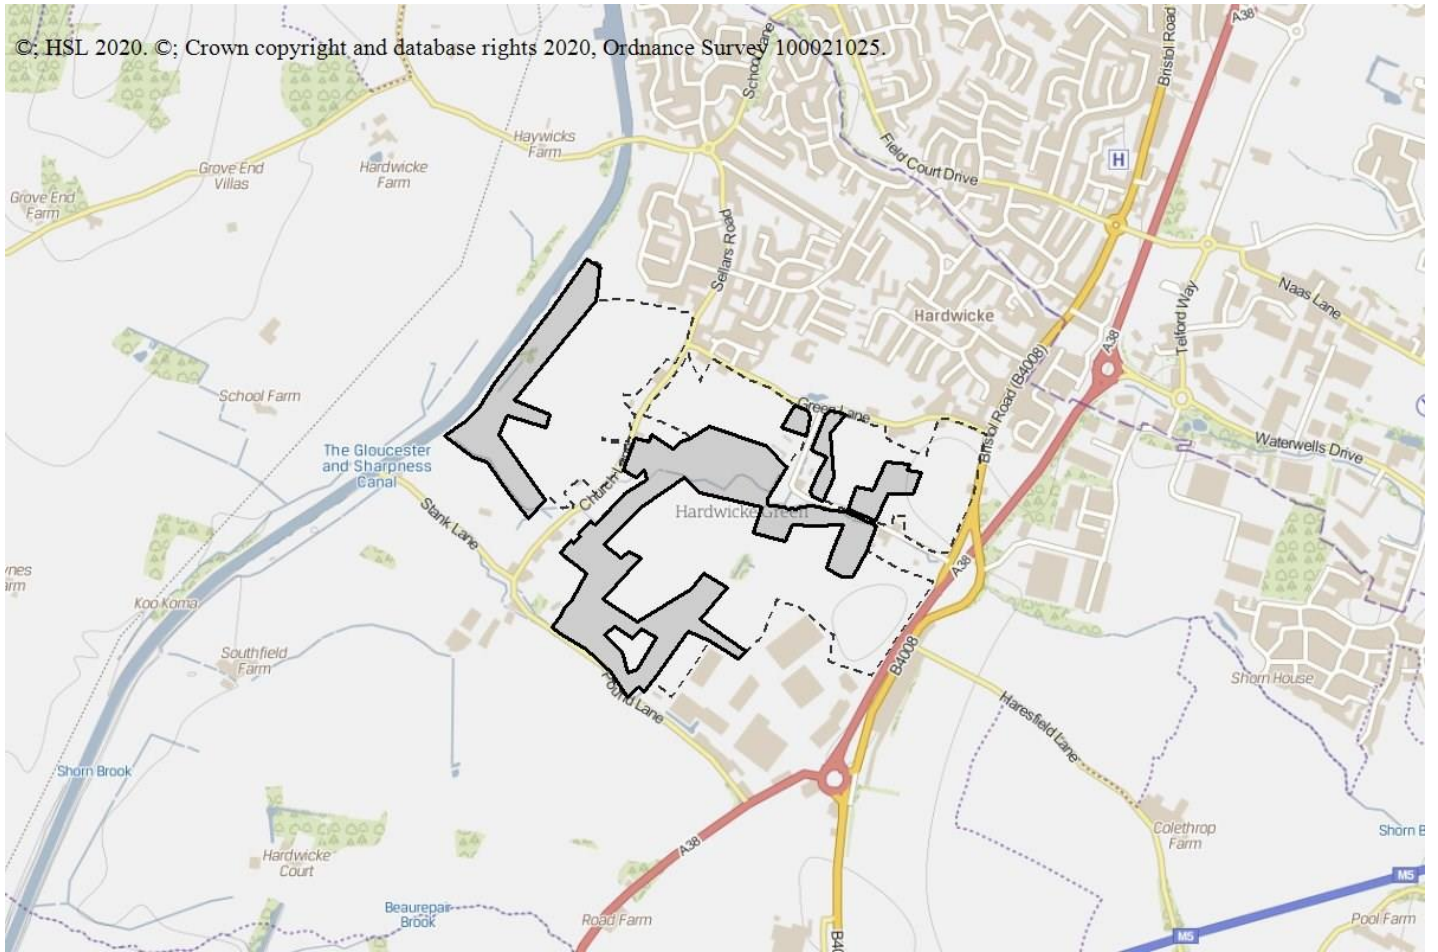 A38
Bristol Road
©; HSL 2020. ©; Crown copyright and database rights 2020, Ordnance Survey 100021025.
School Lane
Haywicks
Farm
H
Field Court Drive
Grove End
Villas
Hardwicke
Farm
Grove End
Farm
Sellars Road
Naas Lane
Hardwicke
Telford Way
A38
Bristol Road (B4008)
School Farm
Green Lane
Waterwells Drive
The Gloucester
and Sharpness
Canal
Church Lane
Stank Lane
Hardwicke Green
A38
Koo Koma
Southfield
Farm
B4008
Shorn House
Pound Lane
Haresfield Lane
Shorn Brook
Colethrop
Farm
Shorn B
A38
Hardwicke
Court
M5
Beaurepair
Brook
Road Farm
Pool Farm
M5